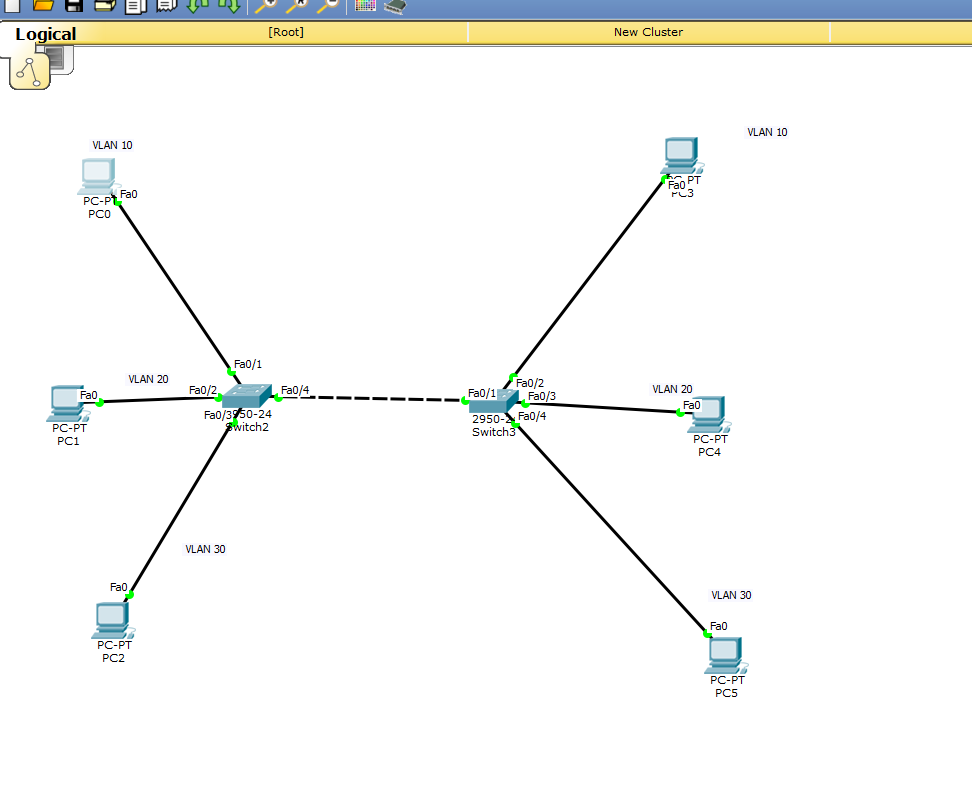 Logical
[Root]
New Cluster
VLAN 10
PC-PT
Fa0
PC0
VLAN 10
PC-PT
Fa0
PC3
Fa0/1
VLAN 20
Fa0
PC-PT
PC1
Fa0/2
Fa0/4
Fa0/3
2950-24
Switch2
Fa0/1
Fa0/2
Fa0/3
Fa0/4
2950-2
Switch3
VLAN 20
Fa0
PC-PT
PC4
VLAN 30
Fa0
PC-PT
PC2
VLAN 30
Fa0
PC-PT
PC5